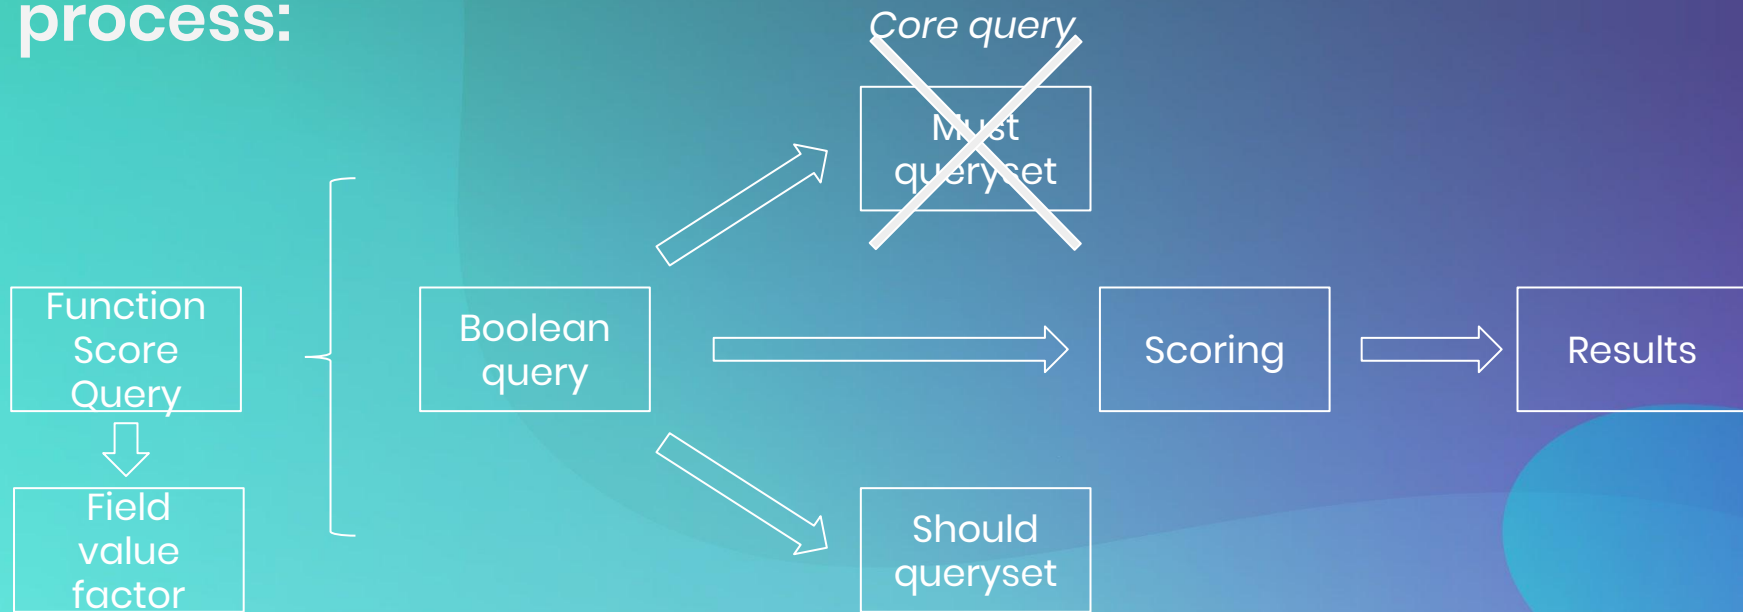 process:
Core query
Must
queryset
Function
Score
Query
Boolean
query
Scoring
Results
Field
value
factor
Should
queryset